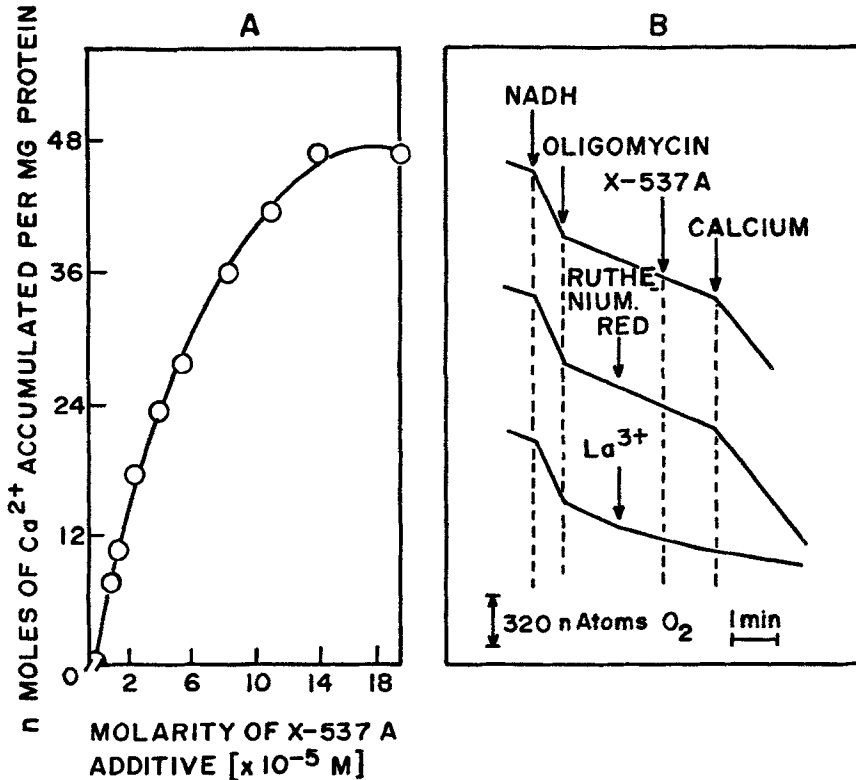 A
n MOLES OF Ca²⁺ ACCUMULATED PER MG PROTEIN
48
36
24
12
0
2
6
10
14
18
MOLARITY OF X-537 A
ADDITIVE [x 10⁻⁵ M]
B
NADH
OLIGOMYCIN
X-537A
CALCIUM
RUTHE-
NIUM.
RED
La³⁺
320 n Atoms O₂
1 min